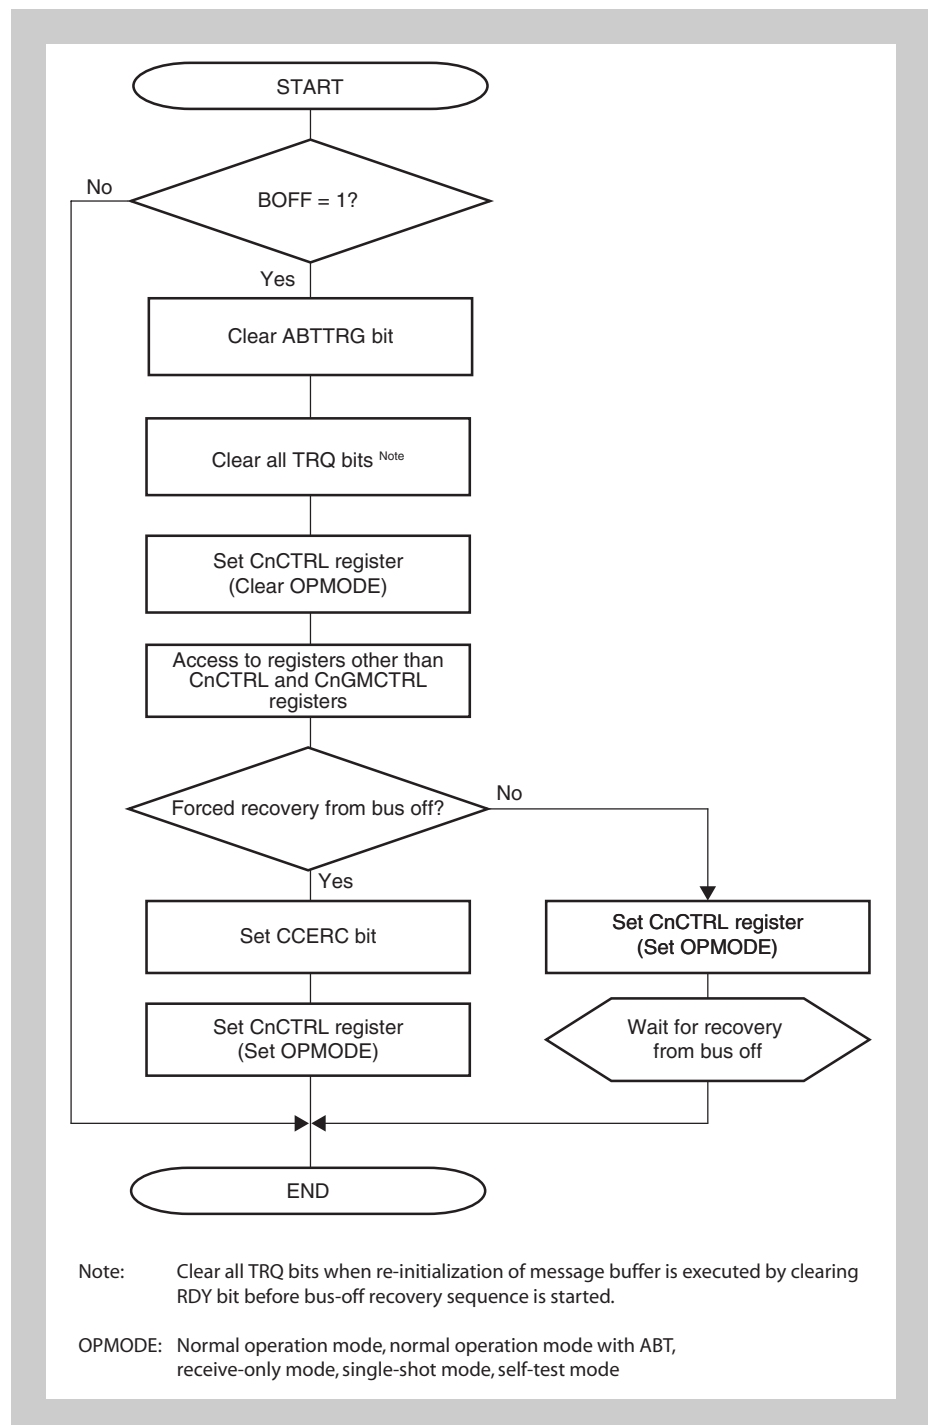 START
BOFF = 1?
No
Yes
Clear ABTTRG bit
Clear all TRQ bits Note
Set CnCTRL register
(Clear OPMODE)
Access to registers other than
CnCTRL and CnGMCTRL
registers
Forced recovery from bus off?
No
Yes
Set CCERC bit
Set CnCTRL register
(Set OPMODE)
Set CnCTRL register
(Set OPMODE)
Wait for recovery
from bus off
END
Note: Clear all TRQ bits when re-initialization of message buffer is executed by clearing
RDY bit before bus-off recovery sequence is started.
OPMODE: Normal operation mode, normal operation mode with ABT,
receive-only mode, single-shot mode, self-test mode